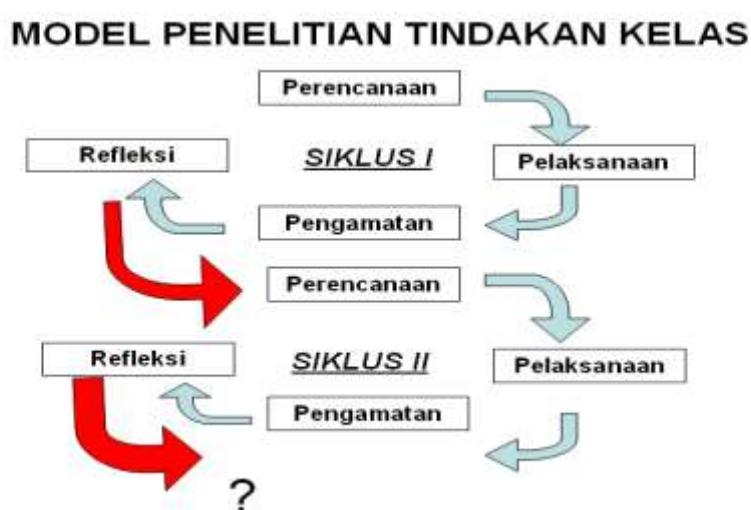 MODEL PENELITIAN TINDAKAN KELAS
Perencanaan
Refleksi
SIKLUS I
Pelaksanaan
Pengamatan
Perencanaan
Refleksi
SIKLUS II
Pelaksanaan
Pengamatan
?